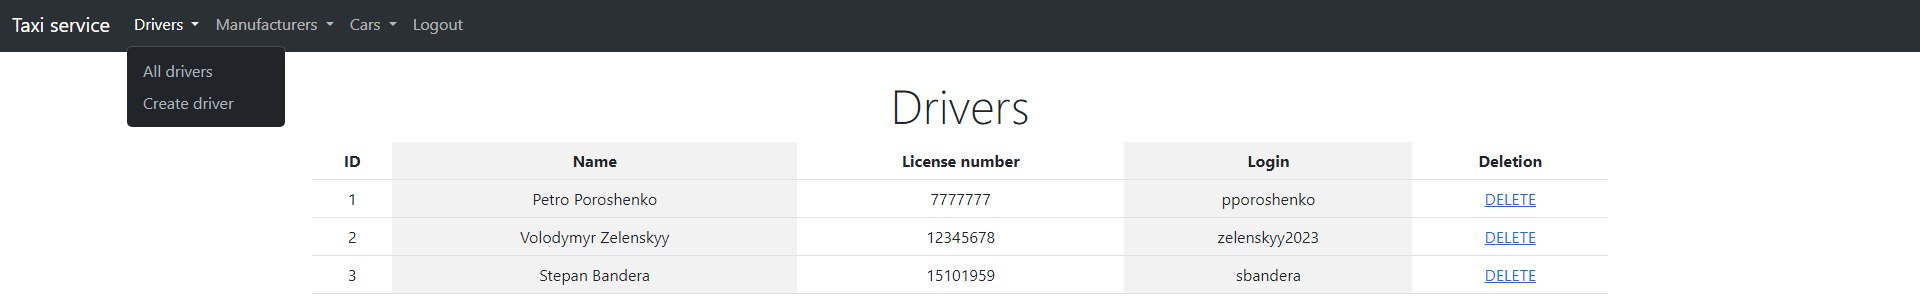 Taxi service Drivers Manufacturers Cars Logout
All drivers
Create driver
Drivers
ID Name License number Login Deletion
1 Petro Poroshenko 7777777 pporoshenko DELETE
2 Volodymyr Zelenskyy 12345678 zelenskyy2023 DELETE
3 Stepan Bandera 15101959 sbandera DELETE